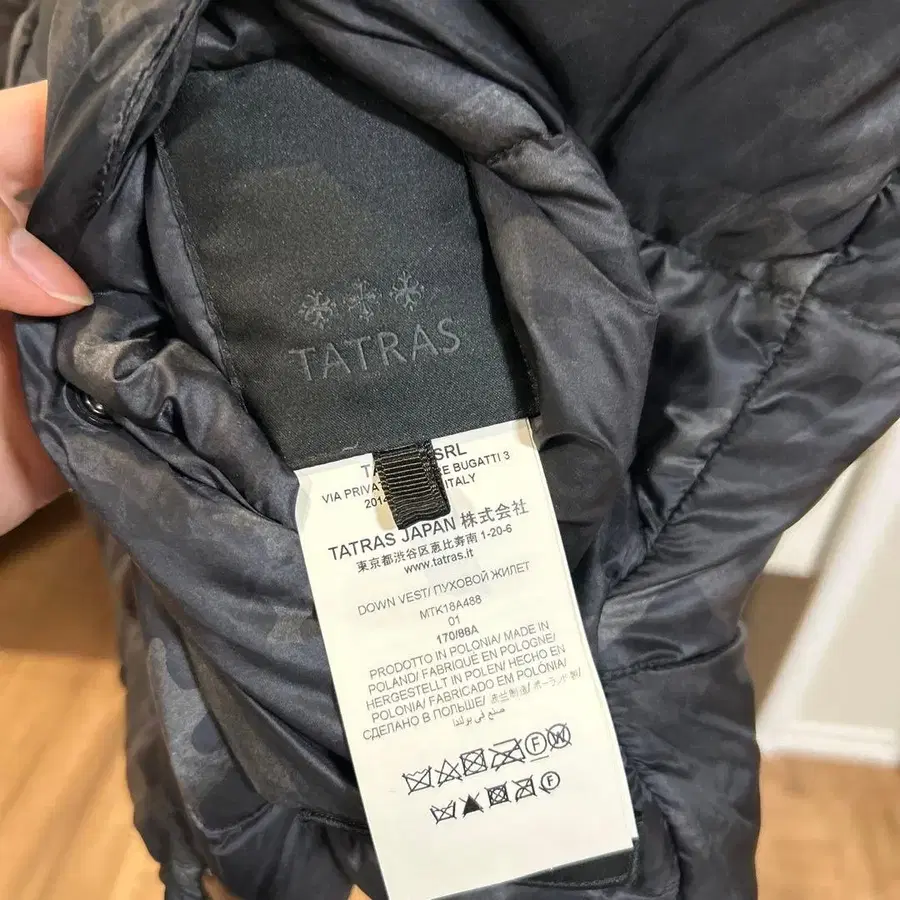 TATRAS
SRL
VIA BUGATTI 3
ITALY
TATRAS JAPAN 株式会社
東京都渋谷区恵比寿南 1-20-6
www.tatras.it
DOWN VEST/ ПУХОВОЙ ЖИЛЕТ
MTK18A488
01
170/88A
PRODOTTO IN POLONIA/ MADE IN
POLAND/ FABRIQUÉ EN POLOGNE/
HERGESTELLT IN POLEN/ HECHO EN
POLONIA/ FABRICADO EM POLÓNIA/
СДЕЛАНО В ПОЛЬШЕ/ 波兰制造/ ポーランド製/
صنع في بولندا
F W
F